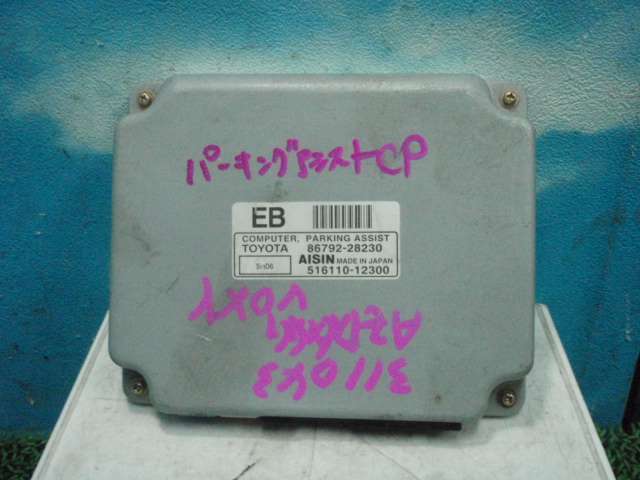 パーキングアシストCP
EB
COMPUTER, PARKING ASSIST
TOYOTA 86792-28230
AISIN MADE IN JAPAN
516110-12300
VOXY